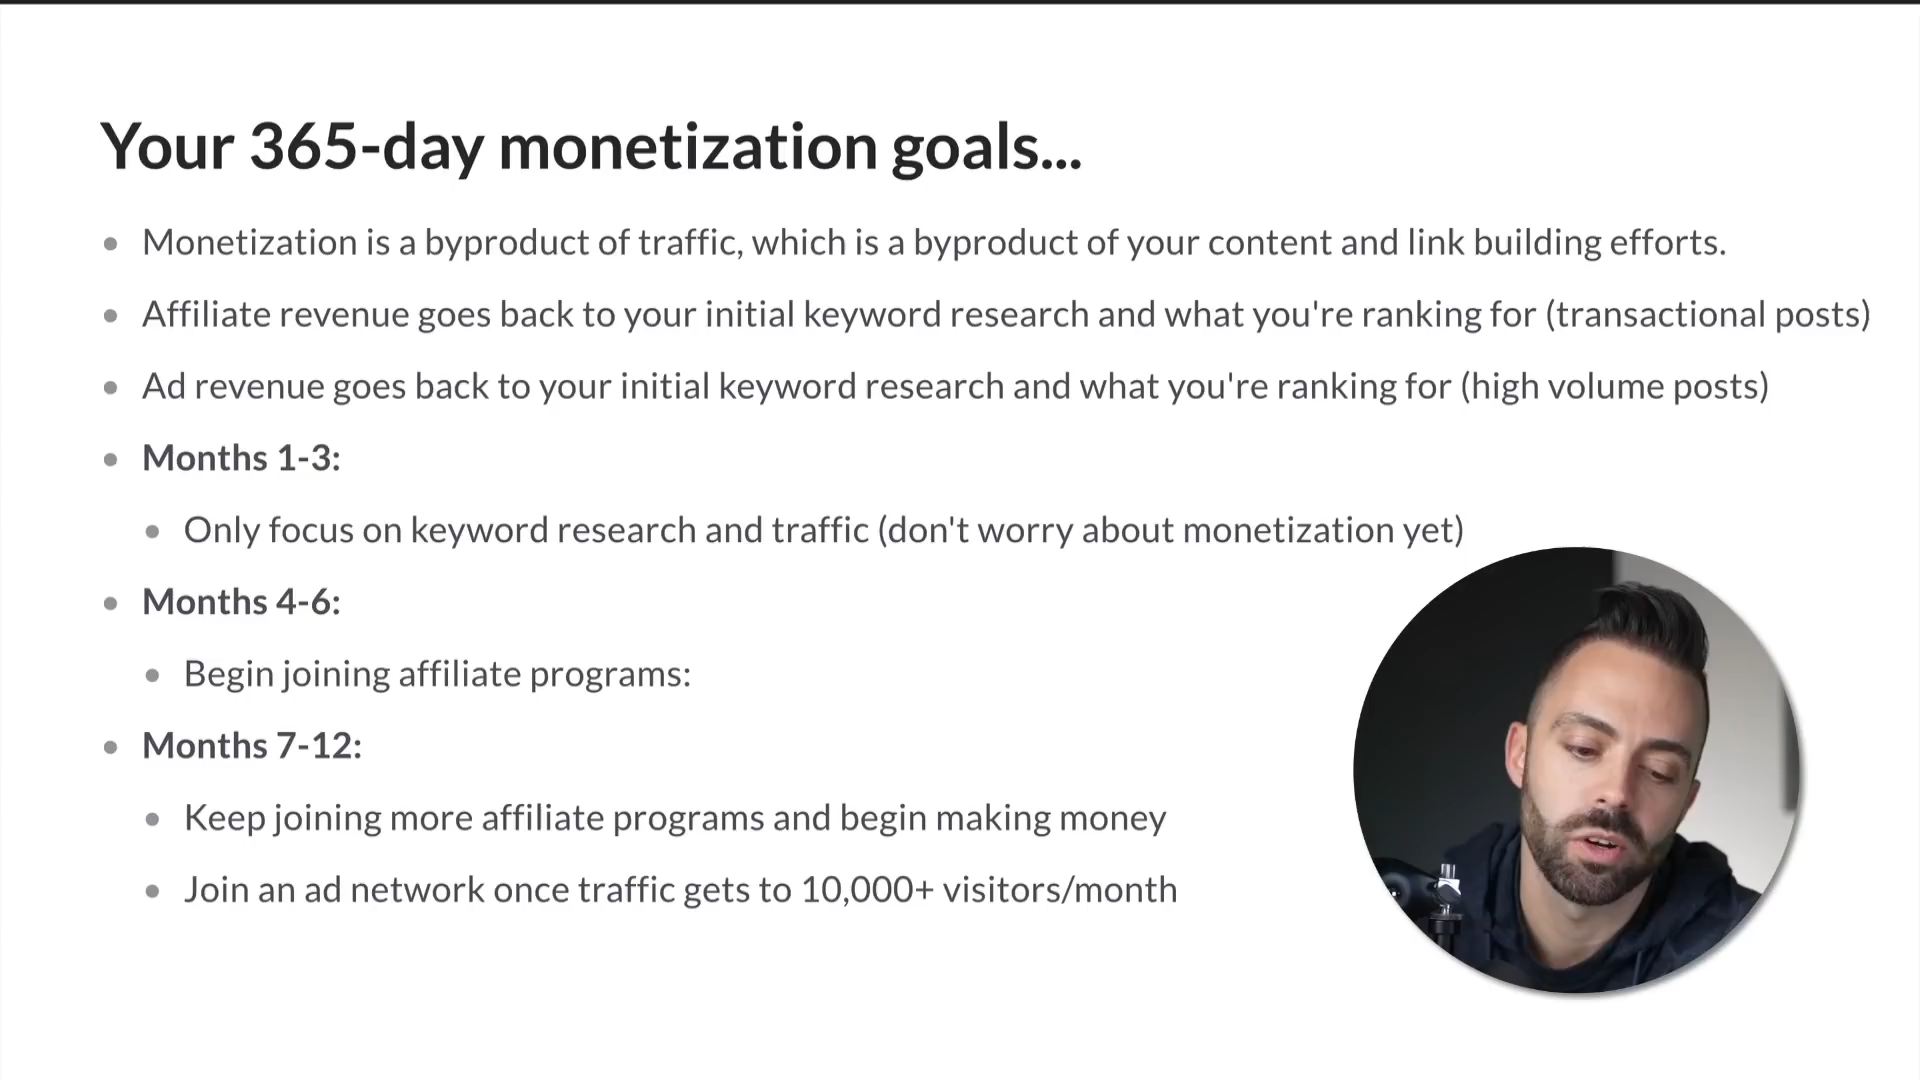 Your 365-day monetization goals...
Monetization is a byproduct of traffic, which is a byproduct of your content and link building efforts.
Affiliate revenue goes back to your initial keyword research and what you're ranking for (transactional posts)
Ad revenue goes back to your initial keyword research and what you're ranking for (high volume posts)
Months 1-3:
Only focus on keyword research and traffic (don't worry about monetization yet)
Months 4-6:
Begin joining affiliate programs:
Months 7-12:
Keep joining more affiliate programs and begin making money
Join an ad network once traffic gets to 10,000+ visitors/month